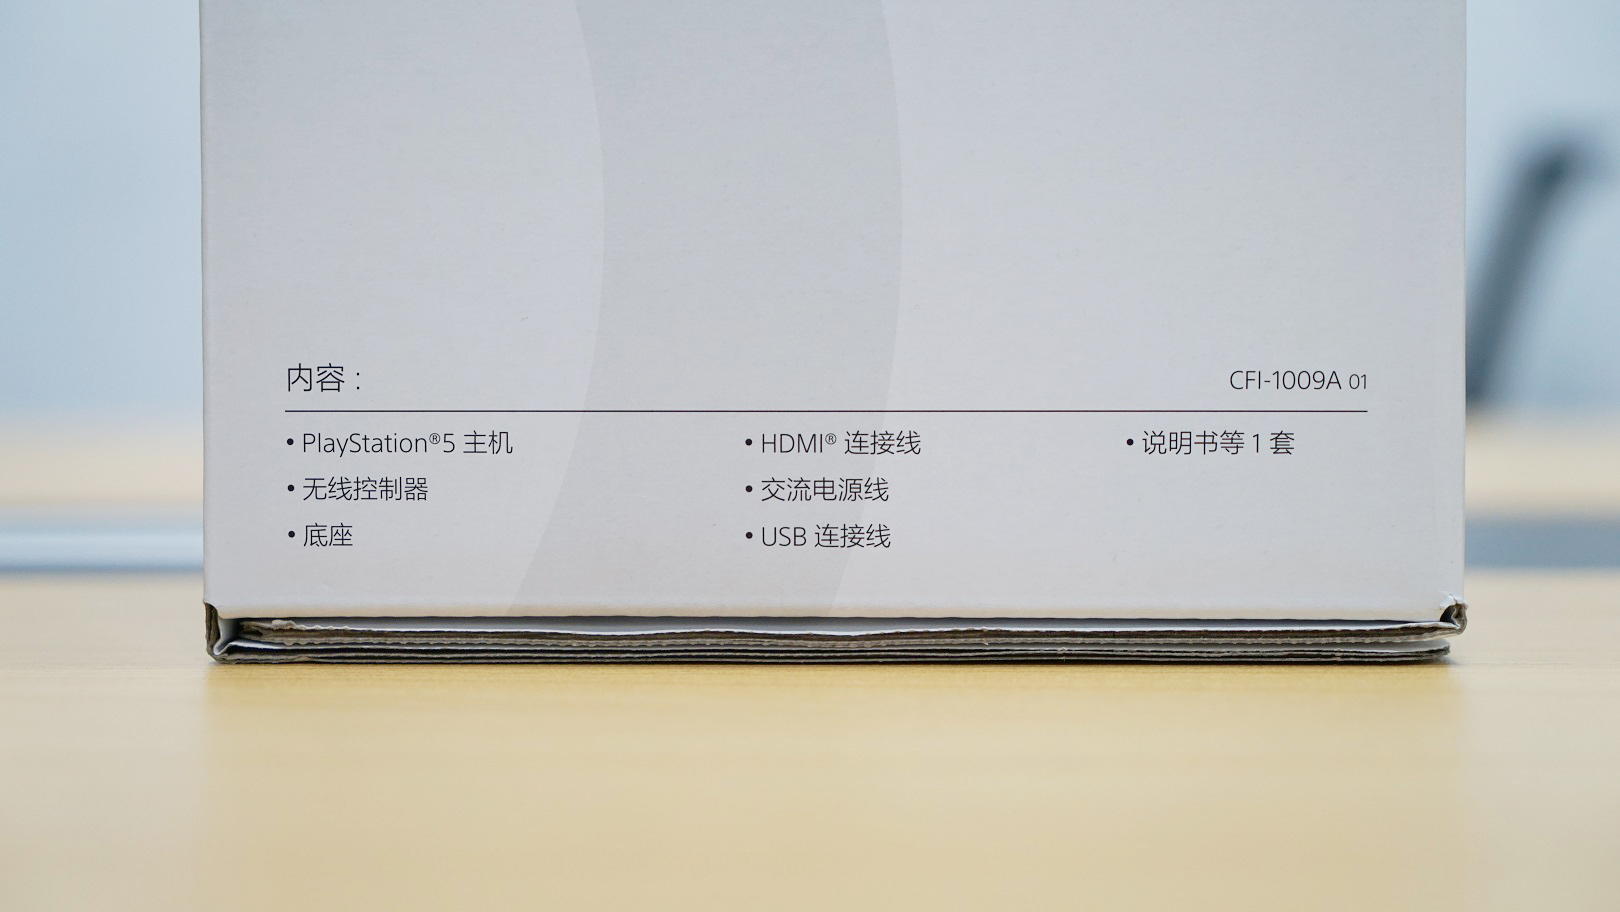 内容 :
CFI-1009A 01
• PlayStation®5 主机
• 无线控制器
• 底座
• HDMI® 连接线
• 交流电源线
• USB 连接线
• 说明书等 1 套